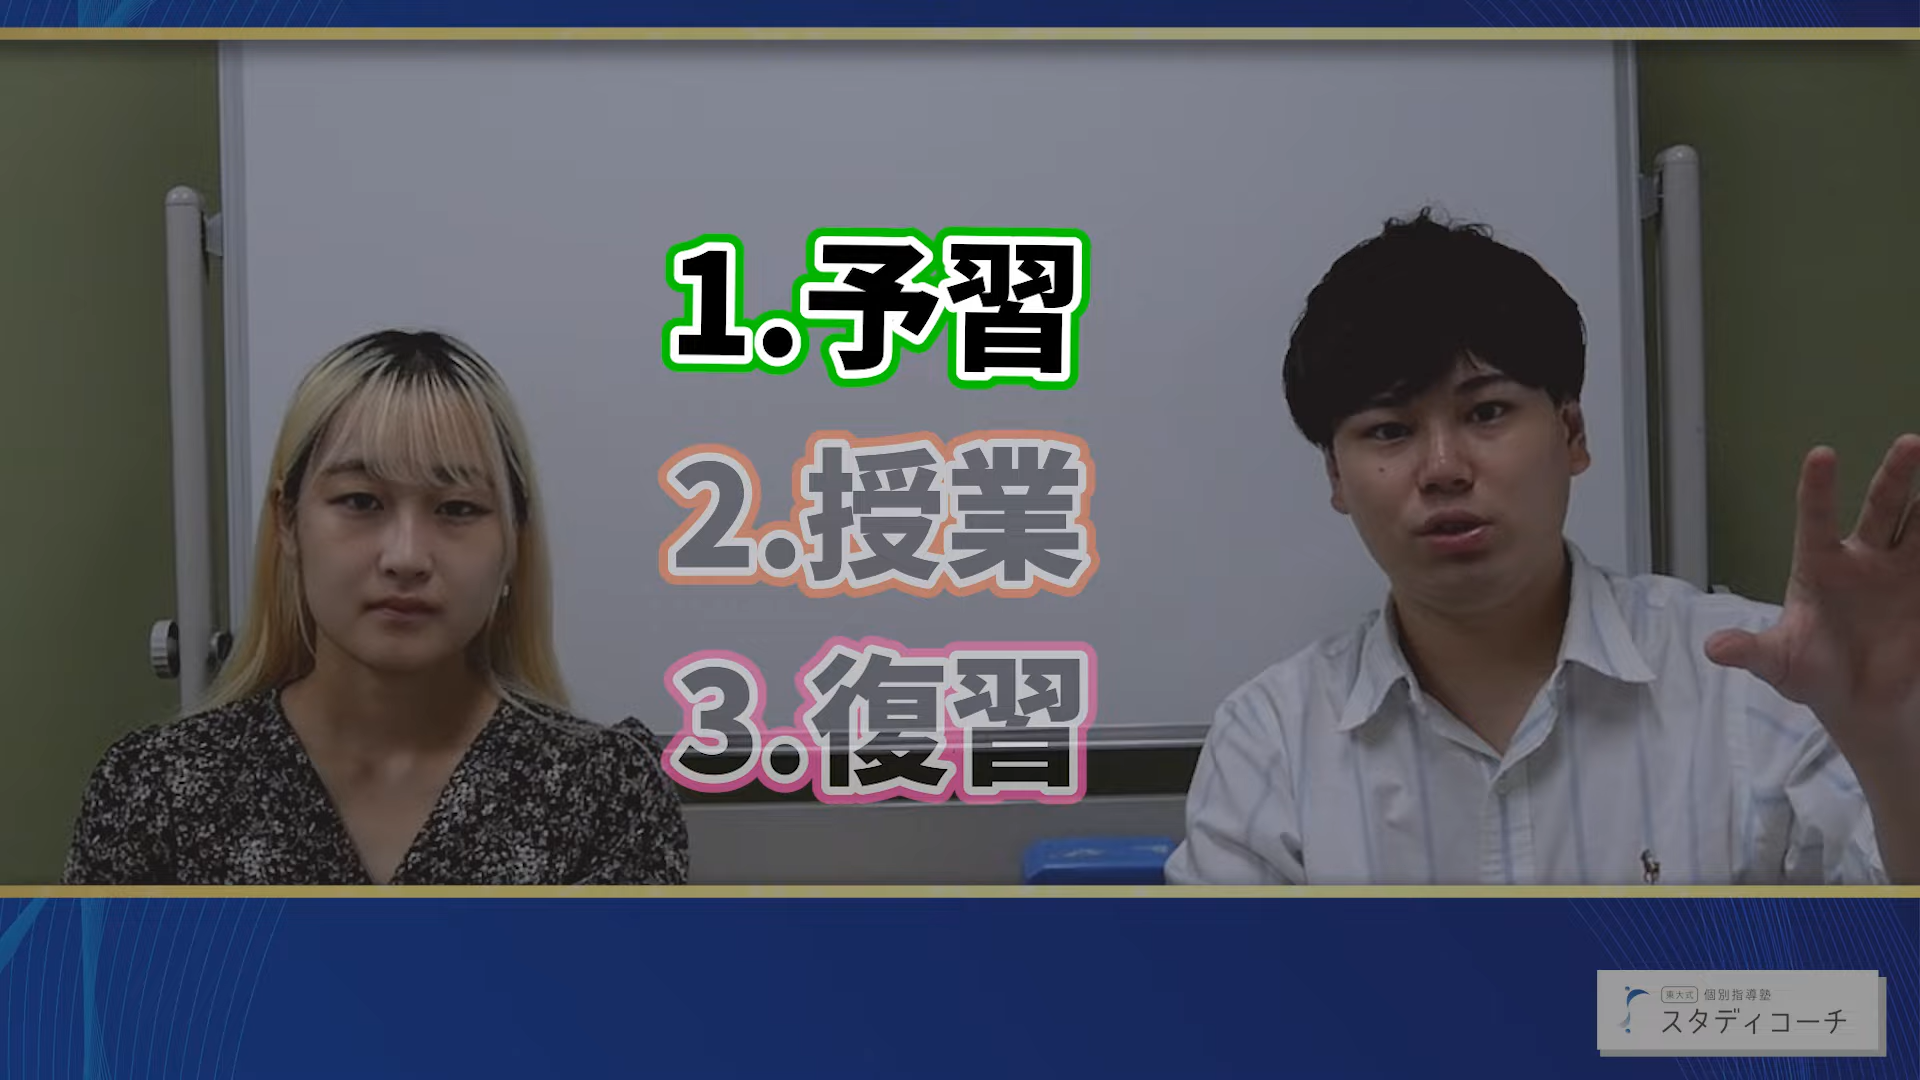 1.予習
2.授業
3.復習
東大式 個別指導塾
スタディコーチ